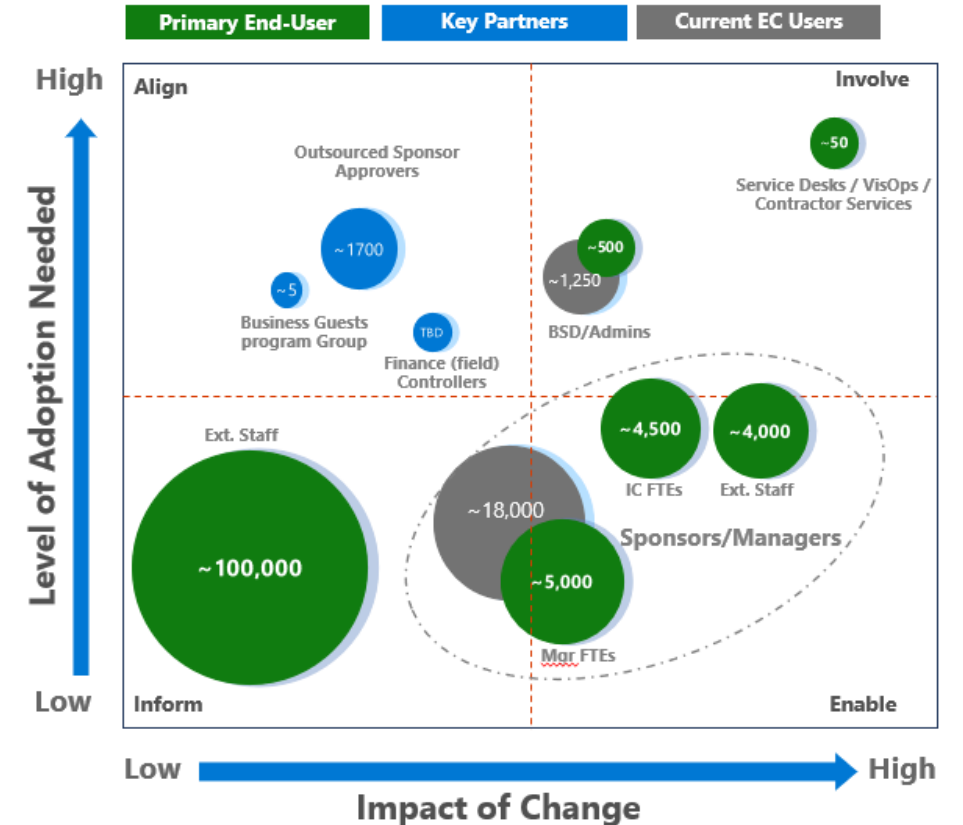 Primary End-User
Key Partners
Current EC Users
High
Align
Involve
~50
Service Desks / VisOps /
Contractor Services
Outsourced Sponsor
Approvers
~1700
~5
Business Guests
program Group
TBD
Finance (field)
Controllers
~500
~1,250
BSD/Admins
Level of Adoption Needed
Ext. Staff
~100,000
~4,500
IC FTEs
~4,000
Ext. Staff
~18,000
Sponsors/Managers
~5,000
Mgr FTEs
Low
Inform
Enable
Low
High
Impact of Change